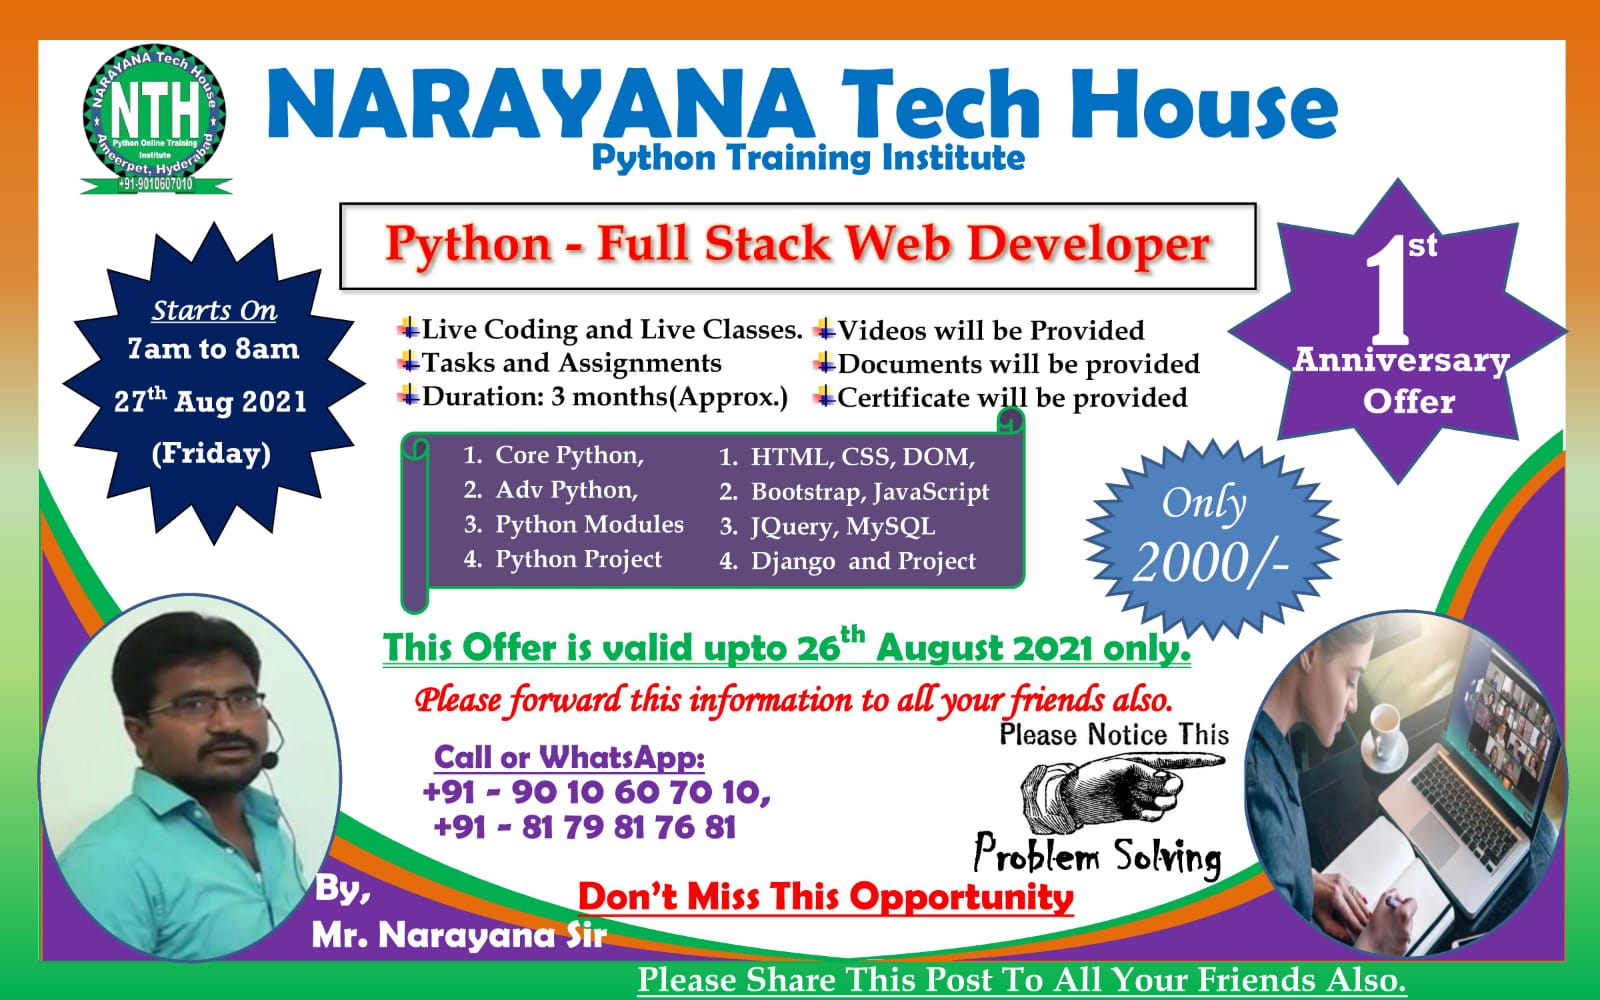 NARAYANA Tech House
NTH
Python Online Training
Institute
Ameerpet, Hyderabad
+91-9010607010
NARAYANA Tech House
Python Training Institute
Python - Full Stack Web Developer
Starts On
7am to 8am
27th Aug 2021
(Friday)
Live Coding and Live Classes.
Tasks and Assignments
Duration: 3 months(Approx.)
Videos will be Provided
Documents will be provided
Certificate will be provided
1st
Anniversary
Offer
1. Core Python,
2. Adv Python,
3. Python Modules
4. Python Project
1. HTML, CSS, DOM,
2. Bootstrap, JavaScript
3. JQuery, MySQL
4. Django and Project
Only
2000/-
This Offer is valid upto 26th August 2021 only.
Please forward this information to all your friends also.
Call or WhatsApp:
+91 - 90 10 60 70 10,
+91 - 81 79 81 76 81
Please Notice This
Problem Solving
By,
Mr. Narayana Sir
Don't Miss This Opportunity
Please Share This Post To All Your Friends Also.